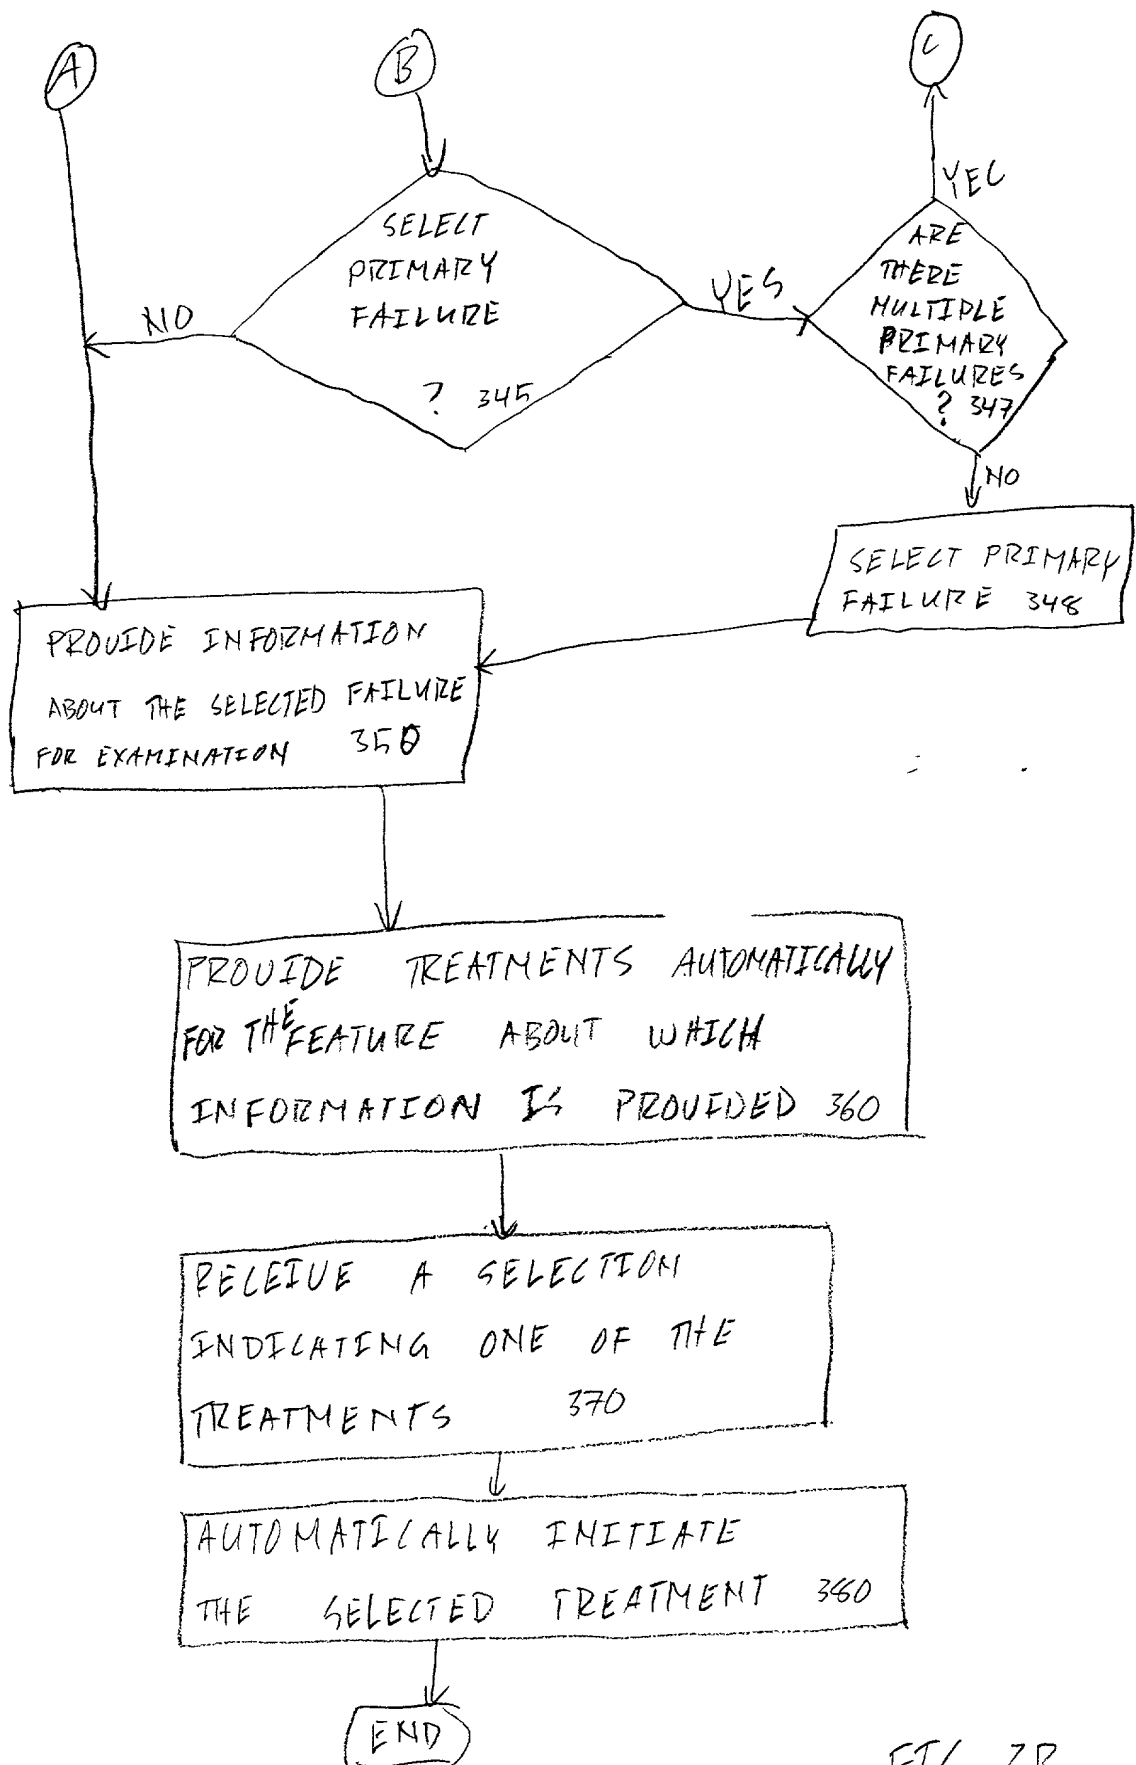 A
B
C
YES
SELECT
PRIMARY
FAILURE
? 345
NO
YES
ARE
THERE
MULTIPLE
PRIMARY
FAILURES
? 347
NO
SELECT PRIMARY
FAILURE 348
PROVIDE INFORMATION
ABOUT THE SELECTED FAILURE
FOR EXAMINATION 350
PROVIDE TREATMENTS AUTOMATICALLY
FOR THE FEATURE ABOUT WHICH
INFORMATION IS PROVIDED 360
RECEIVE A SELECTION
INDICATING ONE OF THE
TREATMENTS 370
AUTOMATICALLY INITIATE
THE SELECTED TREATMENT 380
END